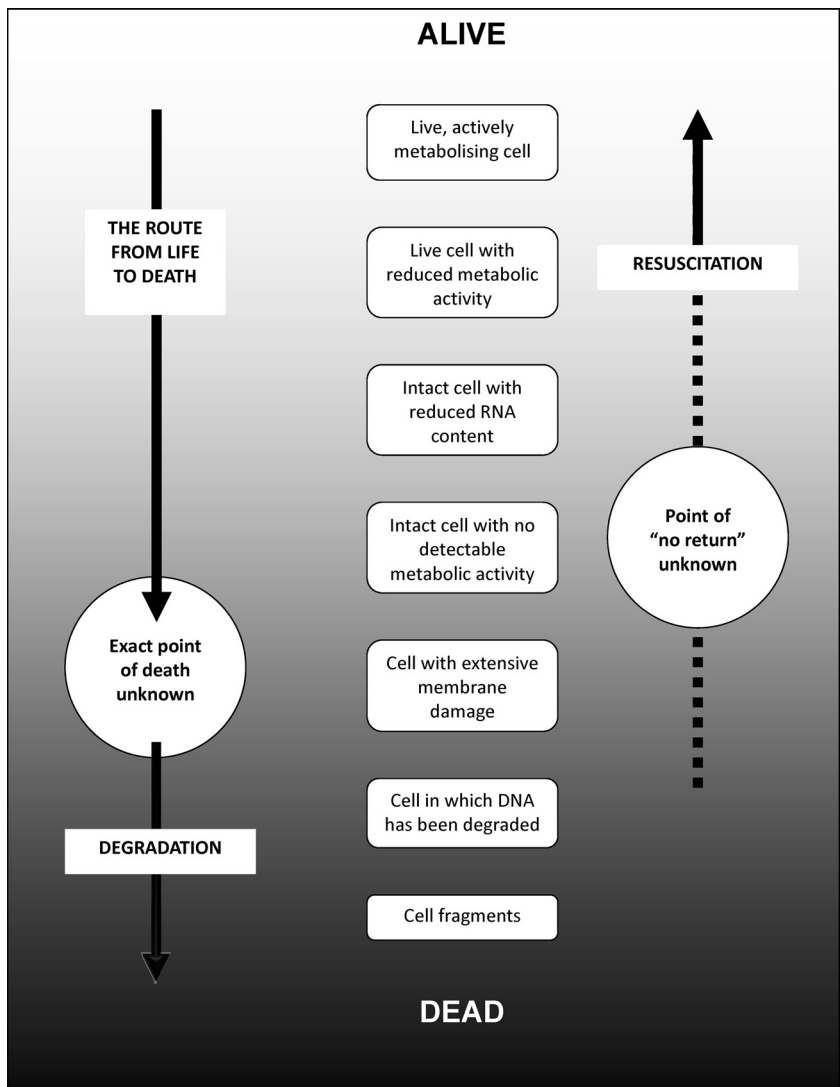 ALIVE
THE ROUTE
FROM LIFE
TO DEATH
Exact point
of death
unknown
DEGRADATION
Live, actively
metabolising cell
Live cell with
reduced metabolic
activity
Intact cell with
reduced RNA
content
Intact cell with no
detectable
metabolic activity
Cell with extensive
membrane
damage
Cell in which DNA
has been degraded
Cell fragments
RESUSCITATION
Point of
“no return”
unknown
DEAD